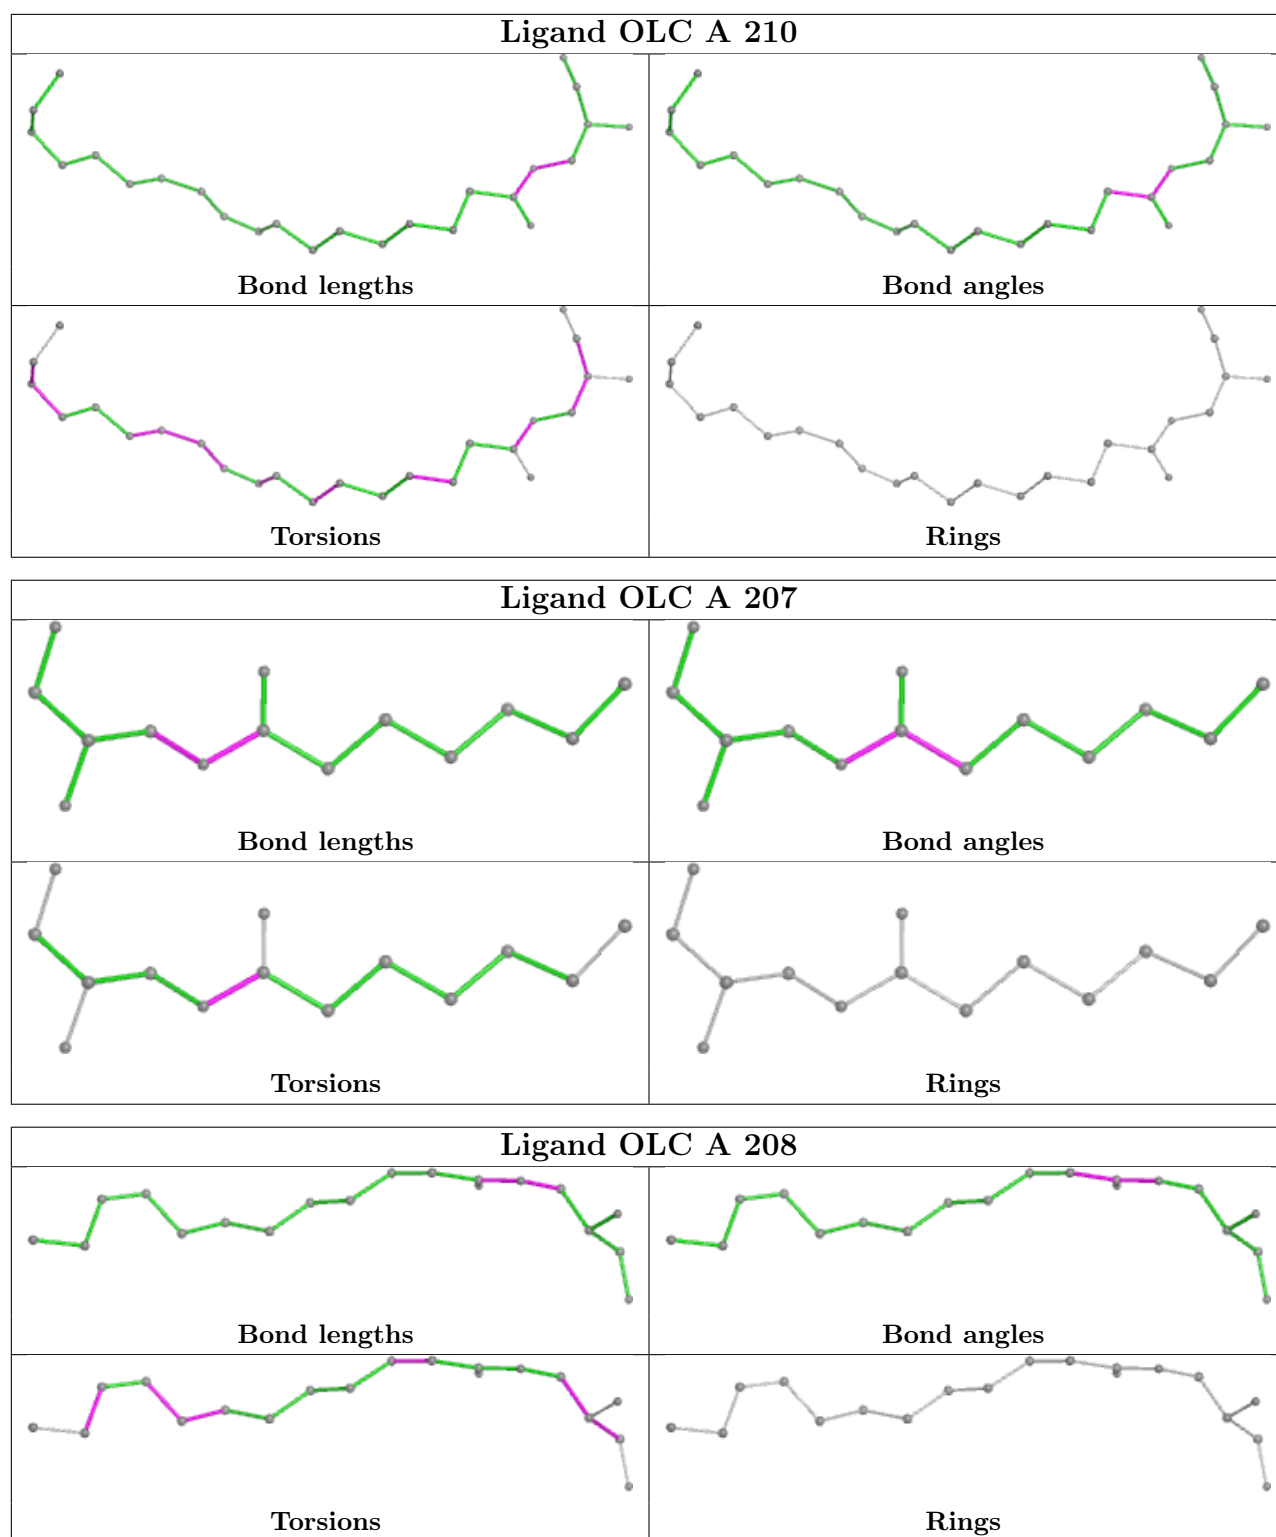 Ligand OLC A 210
Bond lengths
Bond angles
Torsions
Rings
Ligand OLC A 207
Bond lengths
Bond angles
Torsions
Rings
Ligand OLC A 208
Bond lengths
Bond angles
Torsions
Rings